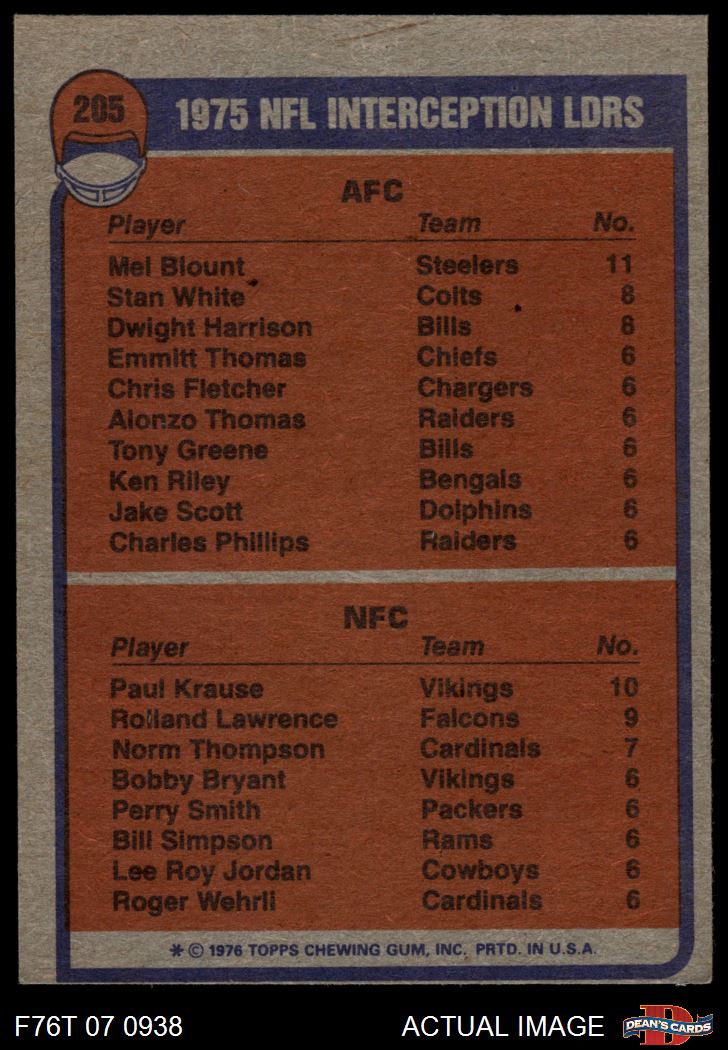 205
1975 NFL INTERCEPTION LDRS
AFC
Player Team No.
Mel Blount Steelers 11
Stan White Colts 8
Dwight Harrison Bills 8
Emmitt Thomas Chiefs 6
Chris Fletcher Chargers 6
Alonzo Thomas Raiders 6
Tony Greene Bills 6
Ken Riley Bengals 6
Jake Scott Dolphins 6
Charles Phillips Raiders 6
NFC
Player Team No.
Paul Krause Vikings 10
Rolland Lawrence Falcons 9
Norm Thompson Cardinals 7
Bobby Bryant Vikings 6
Perry Smith Packers 6
Bill Simpson Rams 6
Lee Roy Jordan Cowboys 6
Roger Wehrli Cardinals 6
* © 1976 TOPPS CHEWING GUM, INC. PRTD. IN U.S.A.
F76T 07 0938 ACTUAL IMAGE
D
DEAN'S CARDS